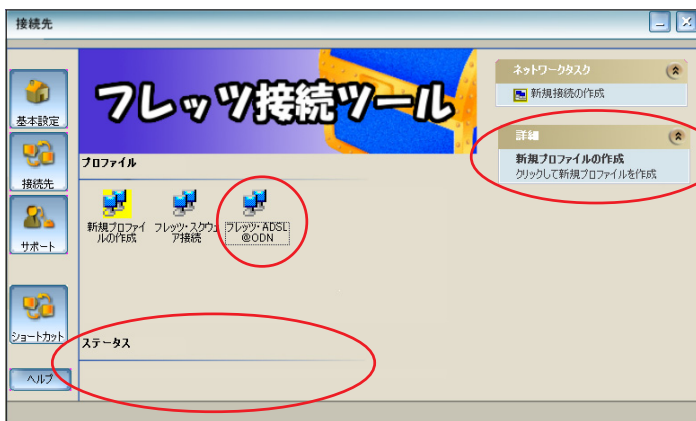 接続先
基本設定
接続先
サポート
ショートカット
ヘルプ
フレッツ接続ツール
プロファイル
新規プロファイ
ルの作成
フレッツ・スクウェ
ア接続
フレッツ・ADSL
@ODN
ステータス
ネットワークタスク
新規接続の作成
詳細
新規プロファイルの作成
クリックして新規プロファイルを作成